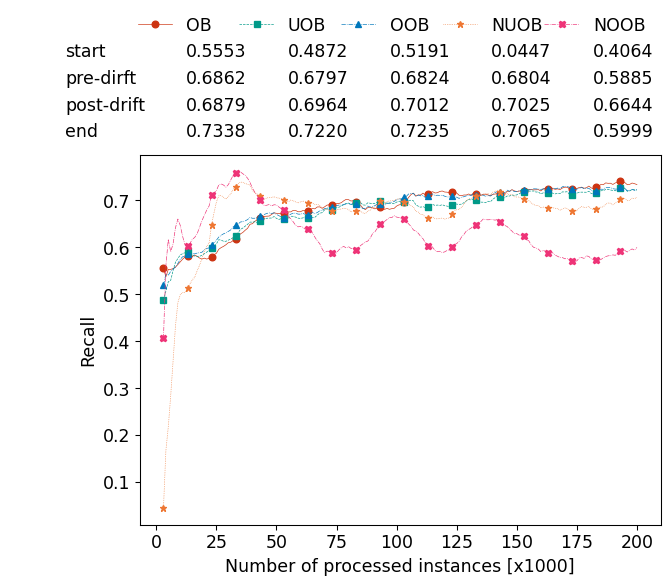 OB UOB OOB NUOB NOOB
start 0.5553 0.4872 0.5191 0.0447 0.4064
pre-dirft 0.6862 0.6797 0.6824 0.6804 0.5885
post-drift 0.6879 0.6964 0.7012 0.7025 0.6644
end 0.7338 0.7220 0.7235 0.7065 0.5999
0.7
0.6
0.5
0.4
0.3
0.2
0.1
Recall
0 25 50 75 100 125 150 175 200
Number of processed instances [x1000]